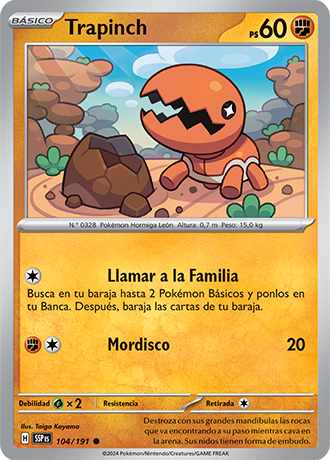 BÁSICO
Trapinch
PS 60
N.º 0328 Pokémon Hormiga León Altura: 0,7 m Peso: 15,0 kg
Llamar a la Familia
Busca en tu baraja hasta 2 Pokémon Básicos y ponlos
en tu Banca. Después, baraja las cartas de tu baraja.
Mordisco 20
Debilidad × 2 Resistencia Retirada
Ilus. Taiga Kayama
H SSP ES 104/191
Destroza con sus grandes mandíbulas las rocas
que va encontrando a su paso mientras cava en
la arena. Sus nidos tienen forma de embudo.
©2024 Pokémon/Nintendo/Creatures/GAME FREAK